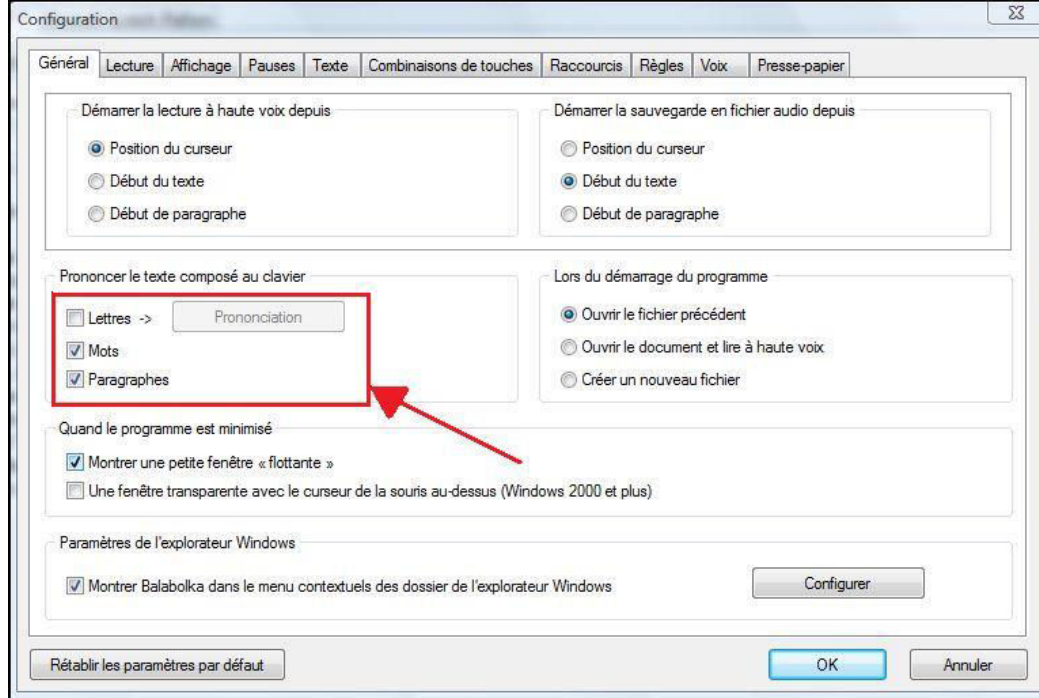 Configuration
Général Lecture Affichage Pauses Texte Combinaisons de touches Raccourcis Règles Voix Presse-papier
Démarrer la lecture à haute voix depuis
Position du curseur
Début du texte
Début de paragraphe
Démarrer la sauvegarde en fichier audio depuis
Position du curseur
Début du texte
Début de paragraphe
Prononcer le texte composé au clavier
Lettres -> Prononciation
Mots
Paragraphes
Lors du démarrage du programme
Ouvrir le fichier précédent
Ouvrir le document et lire à haute voix
Créer un nouveau fichier
Quand le programme est minimisé
Montrer une petite fenêtre « flottante »
Une fenêtre transparente avec le curseur de la souris au-dessus (Windows 2000 et plus)
Paramètres de l'explorateur Windows
Montrer Balabolka dans le menu contextuels des dossier de l'explorateur Windows
Configurer
Rétablir les paramètres par défaut
OK
Annuler